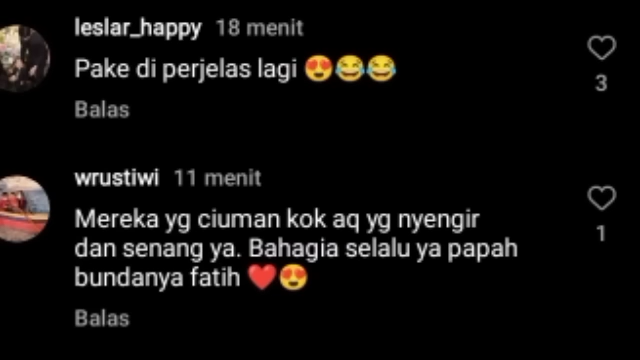 leslar_happy 18 menit
Pake di perjelas lagi 😍😂😂
3
Balas
wrustiwi 11 menit
Mereka yg ciuman kok aq yg nyengir
dan senang ya. Bahagia selalu ya papah
bundanya fatih ❤️😍
1
Balas